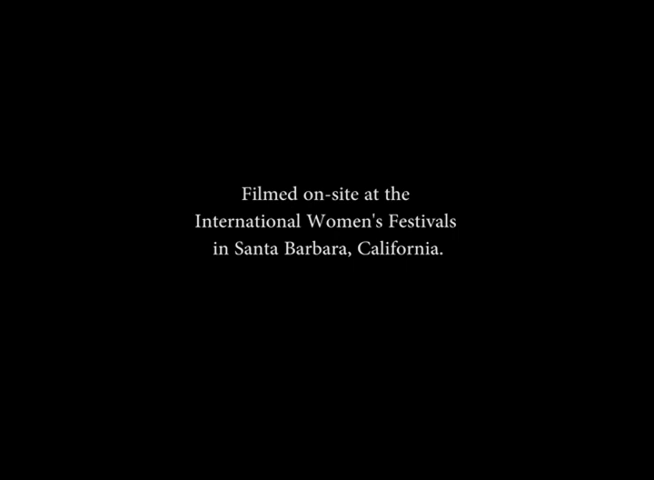 Filmed on-site at the
International Women's Festivals
in Santa Barbara, California.